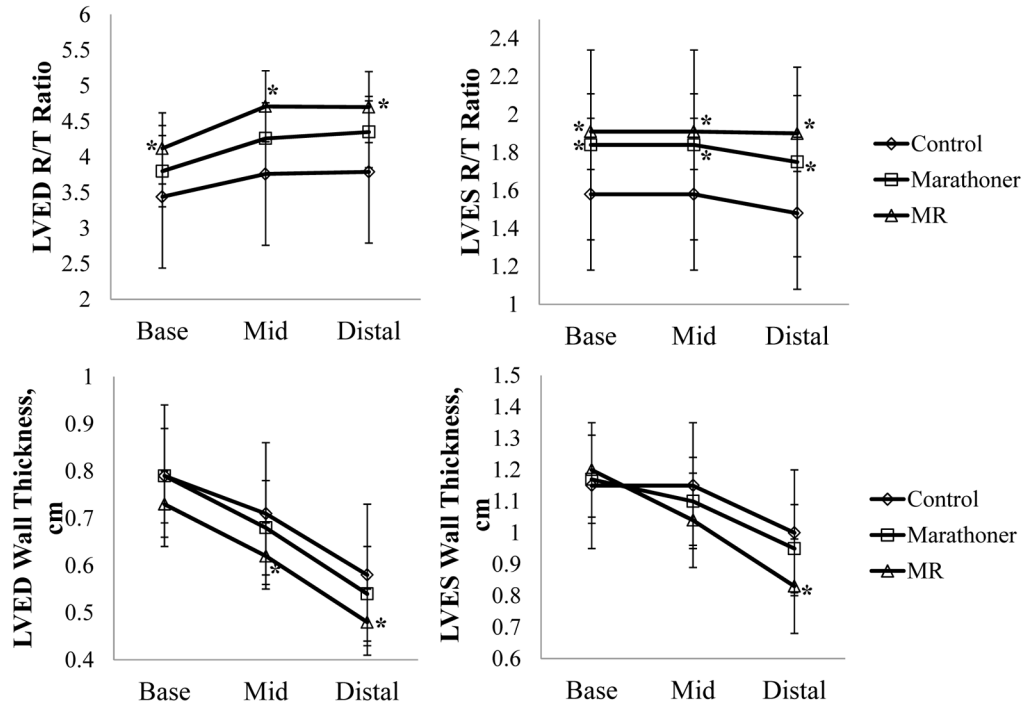 LVED R/T Ratio
6
5.5
5
4.5
4
3.5
3
2.5
2
*
*
*
Base Mid Distal
LVES R/T Ratio
2.4
2.2
2
1.8
1.6
1.4
1.2
1
*
*
*
*
*
*
Base Mid Distal
Control
Marathoner
MR
LVED Wall Thickness,
cm
1
0.9
0.8
0.7
0.6
0.5
0.4
*
*
Base Mid Distal
LVES Wall Thickness,
cm
1.5
1.4
1.3
1.2
1.1
1
0.9
0.8
0.7
0.6
*
Base Mid Distal
Control
Marathoner
MR